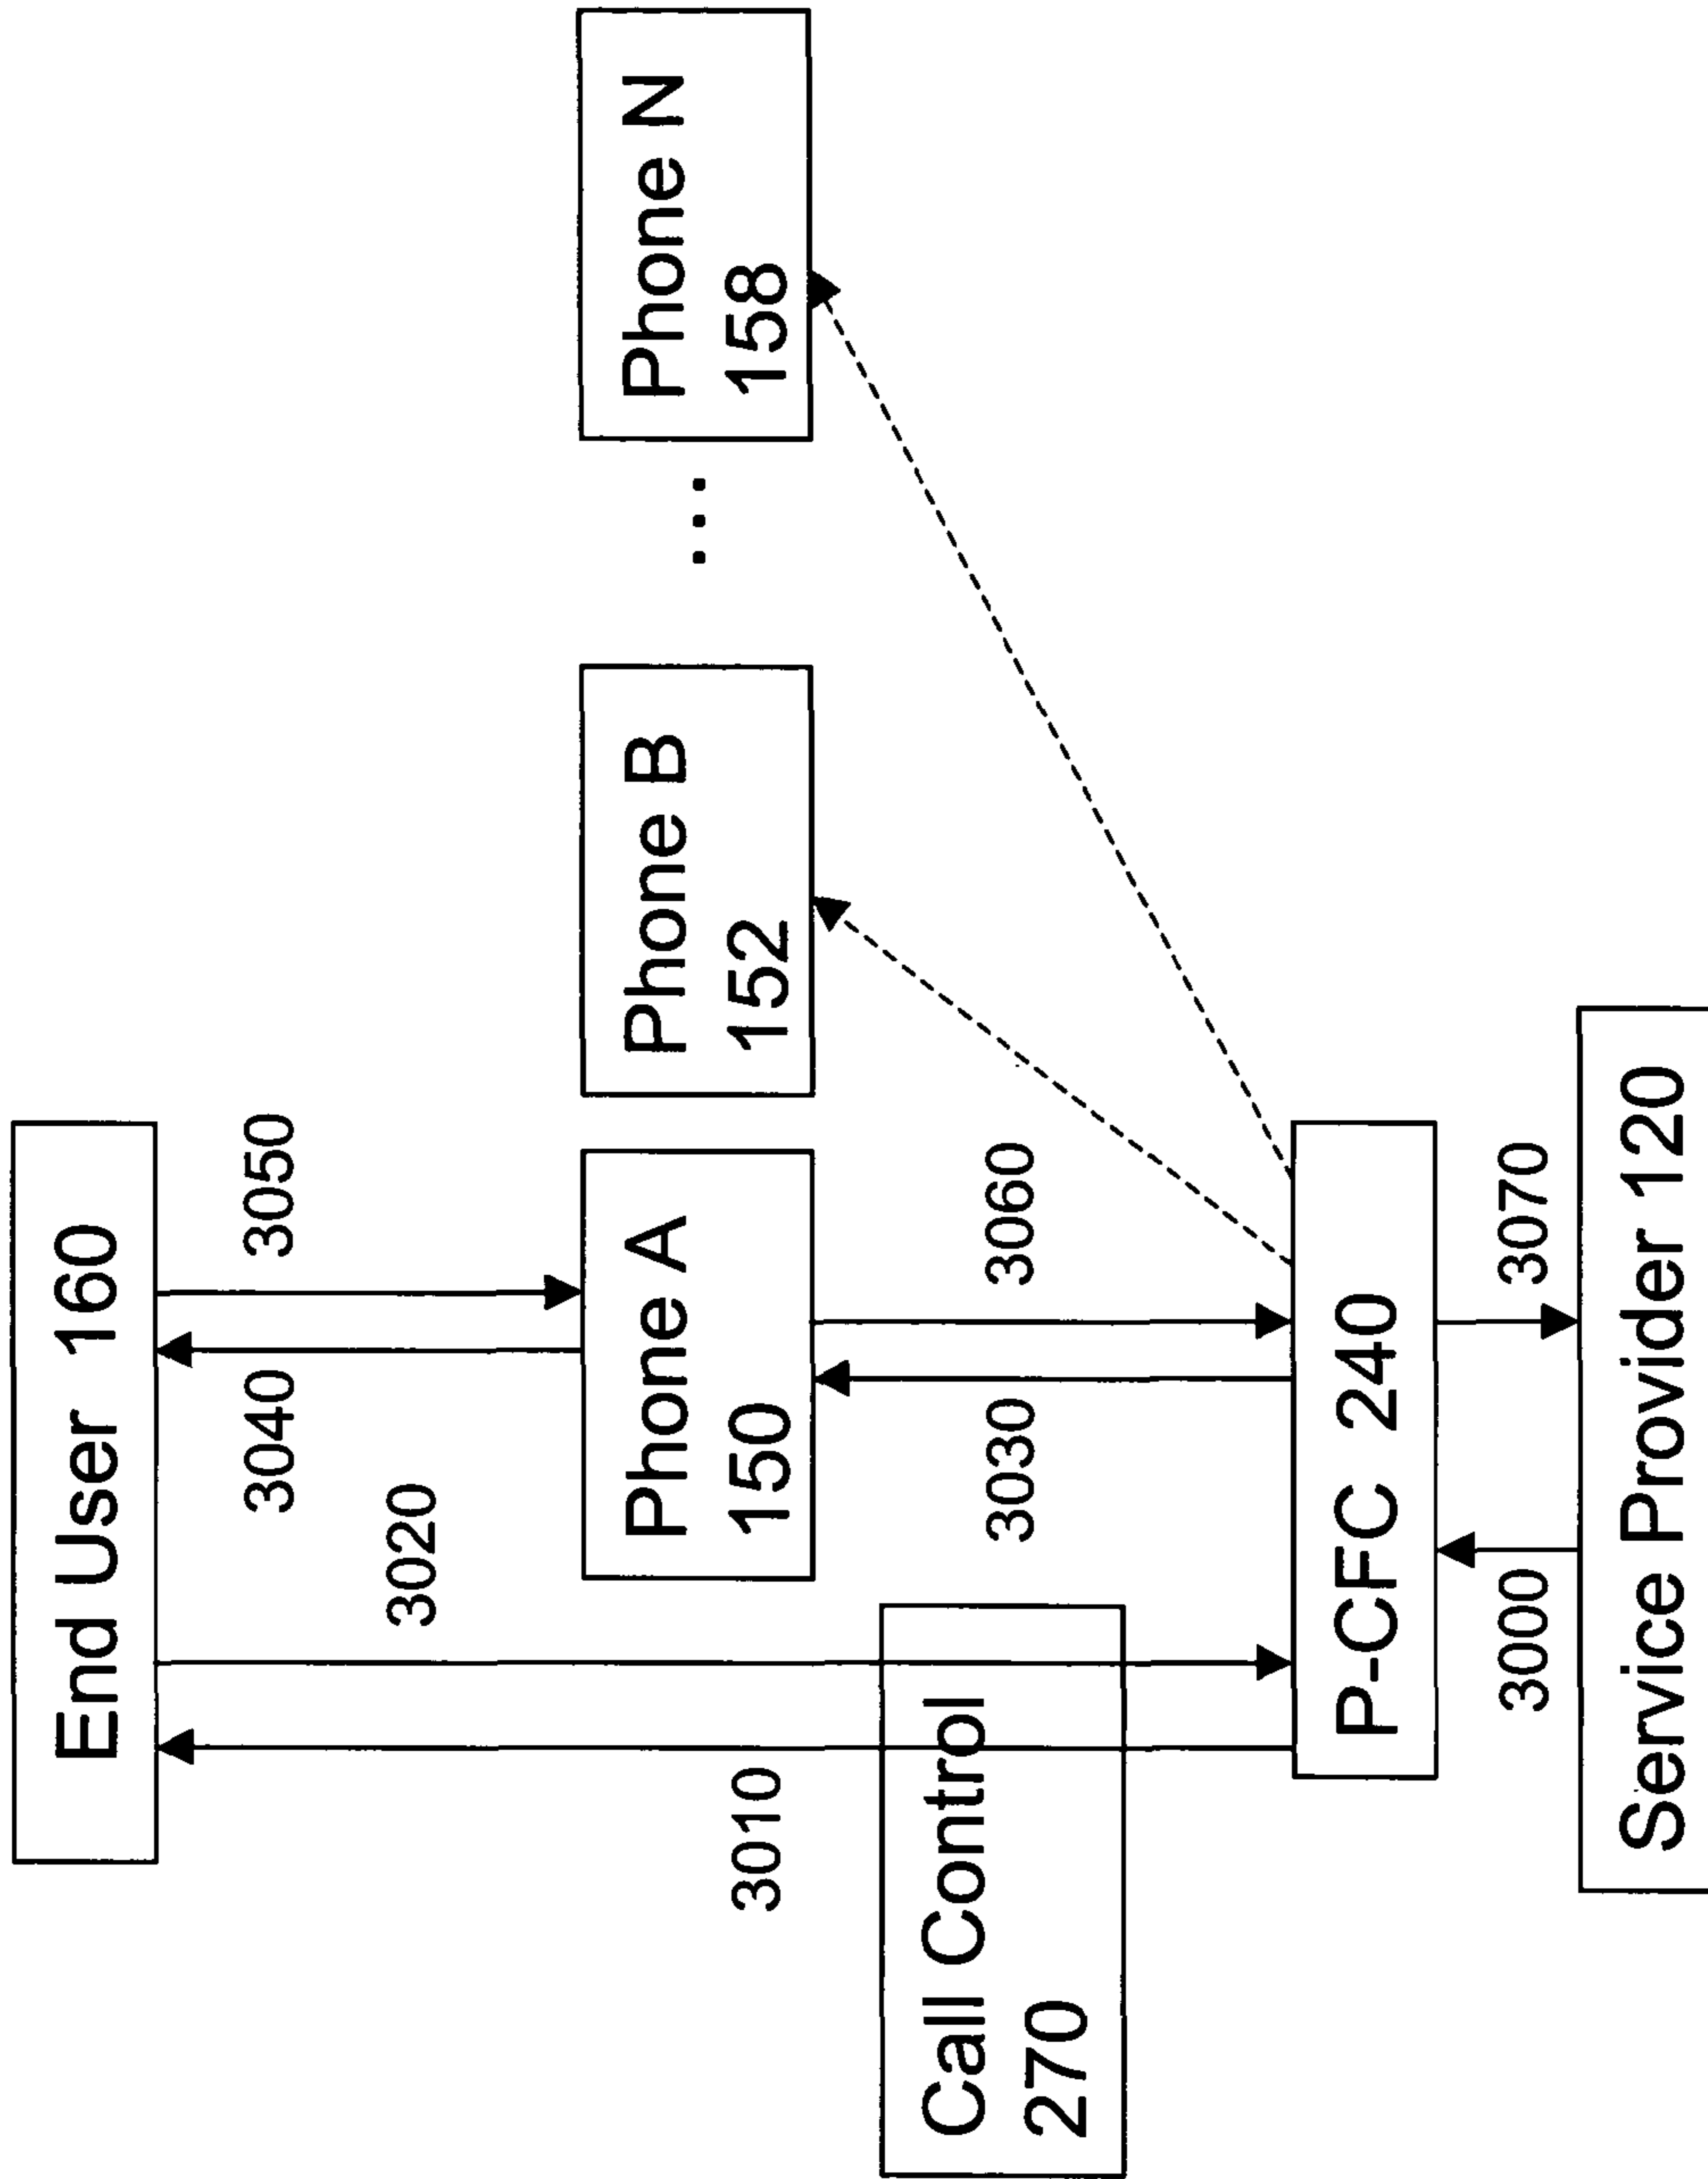 End User 160
3050
3040
3020
3010
Phone A
150
Phone B
152
...
Phone N
158
Call Control
270
3060
3030
P-CFC 240
3070
3000
Service Provider 120